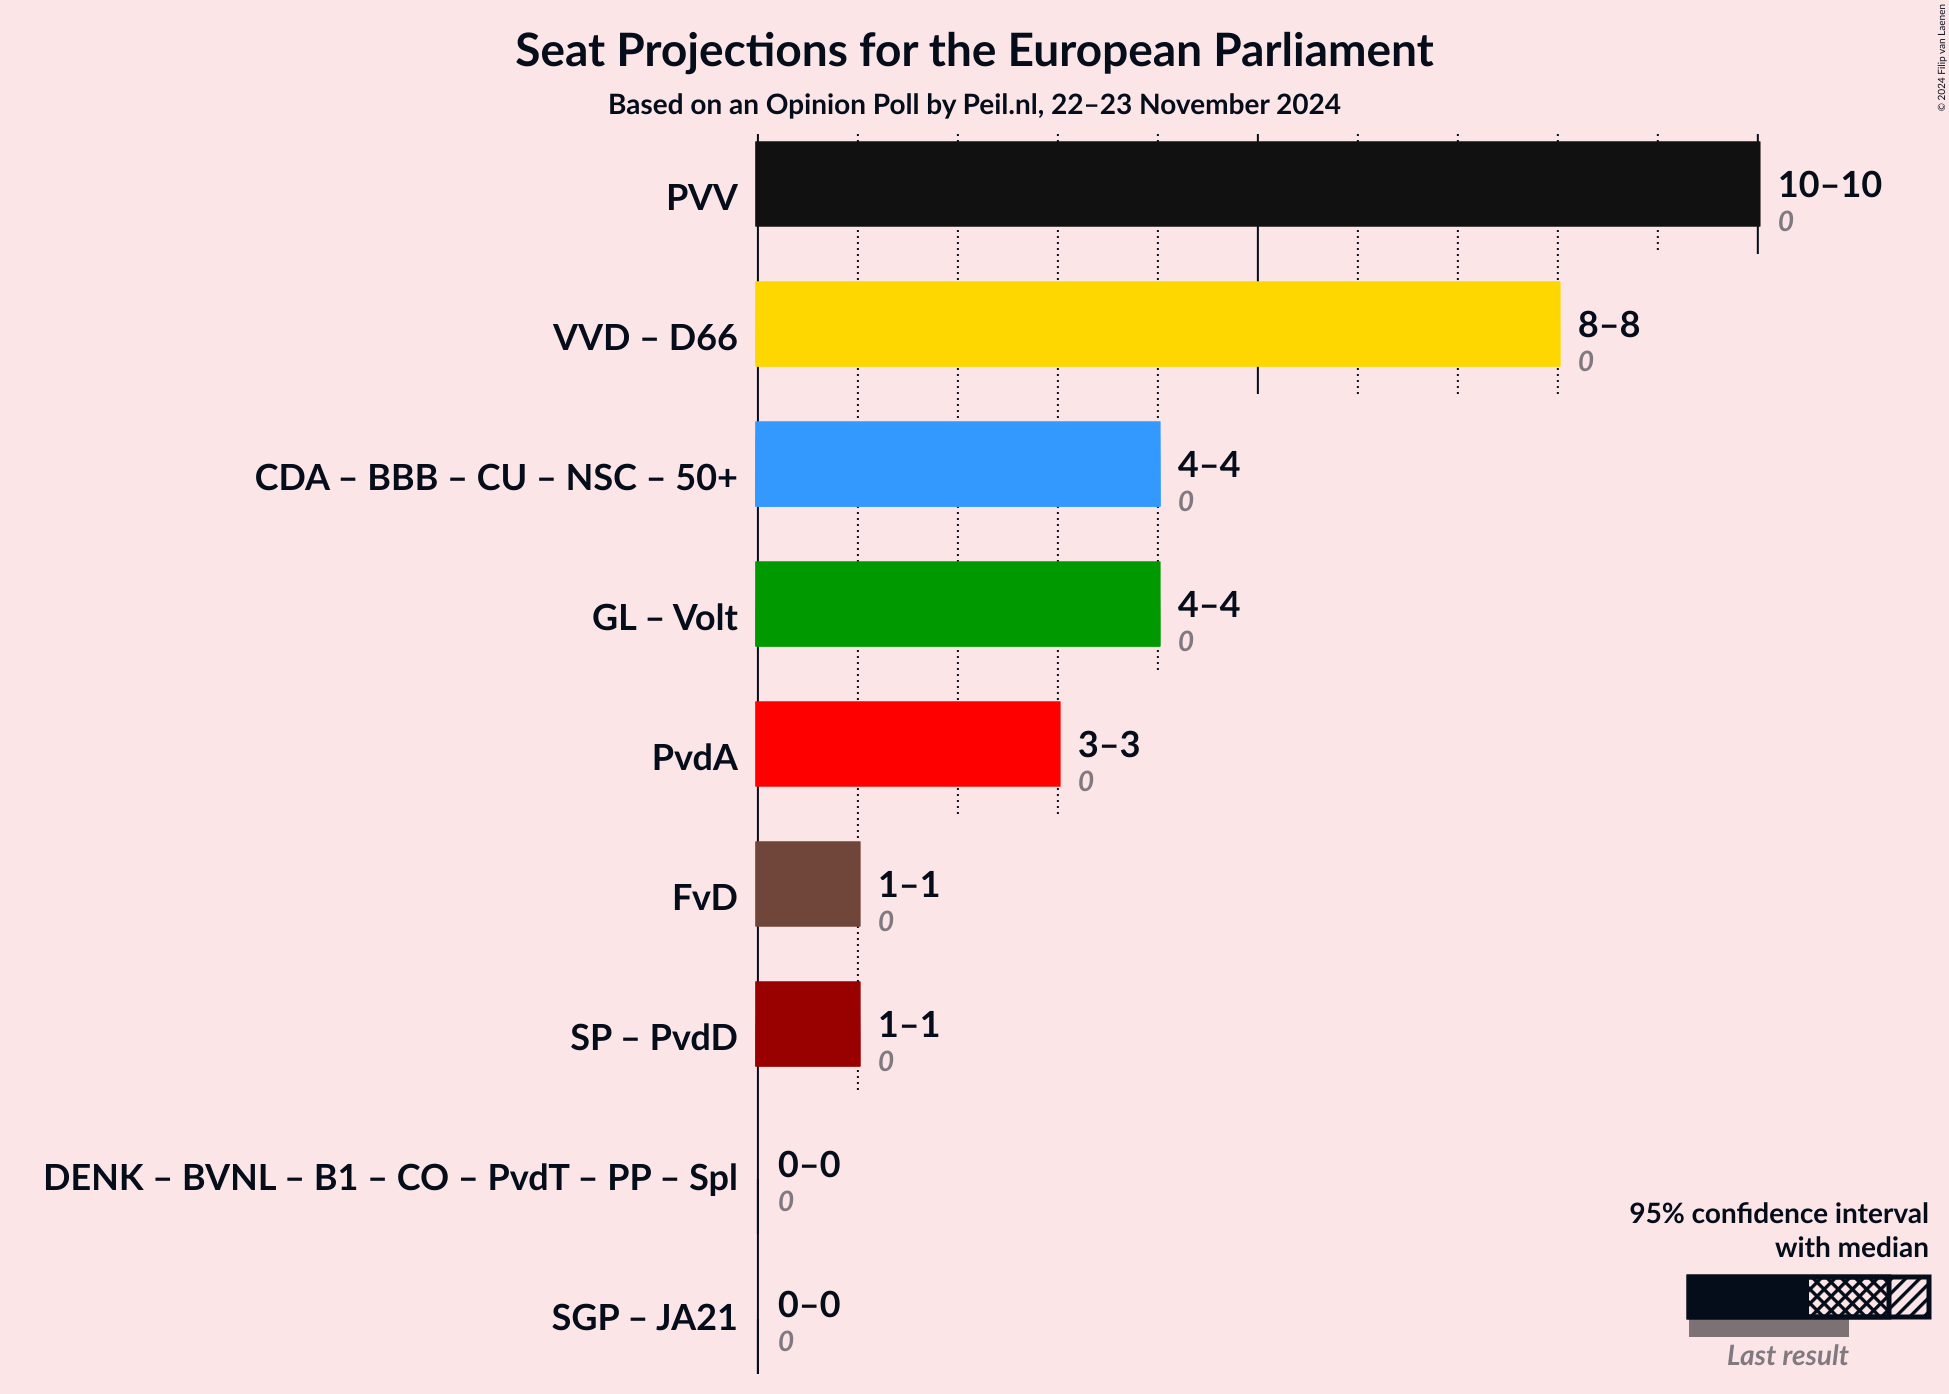 Seat Projections for the European Parliament
Based on an Opinion Poll by Peil.nl, 22–23 November 2024
© 2024 Filip van Laenen
PVV
10–10
0
VVD – D66
8–8
0
CDA – BBB – CU – NSC – 50+
4–4
0
GL – Volt
4–4
0
PvdA
3–3
0
FvD
1–1
0
SP – PvdD
1–1
0
DENK – BVNL – B1 – CO – PvdT – PP – Spl
0–0
0
SGP – JA21
0–0
0
95% confidence interval
with median
Last result